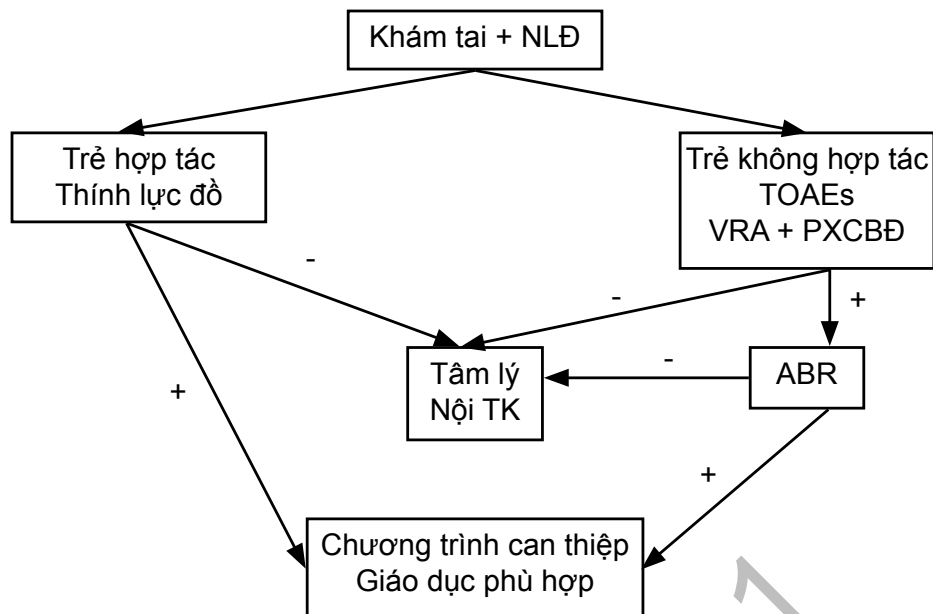 Khám tai + NLĐ
Trẻ hợp tác
Thính lực đồ
Trẻ không hợp tác
TOAEs
VRA + PXCBĐ
-
-
+
+
Tâm lý
Nội TK
-
ABR
+
Chương trình can thiệp
Giáo dục phù hợp